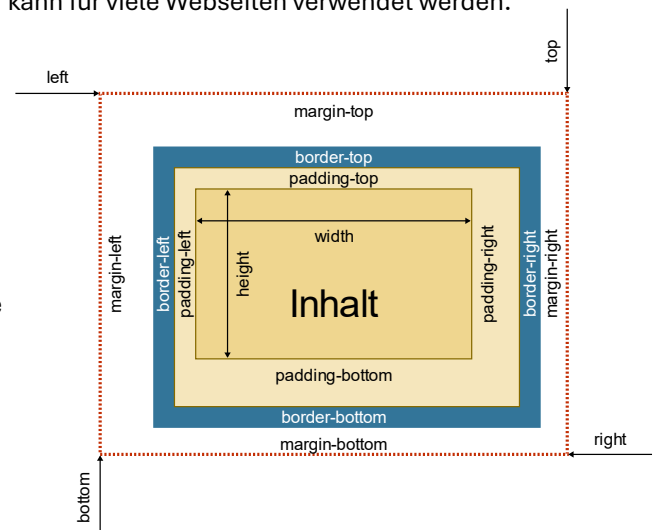 kann für viele Webseiten verwendet werden.
top
left
margin-top
border-top
padding-top
width
margin-left
border-left
padding-left
height
Inhalt
padding-right
border-right
margin-right
e
padding-bottom
border-bottom
margin-bottom
right
bottom